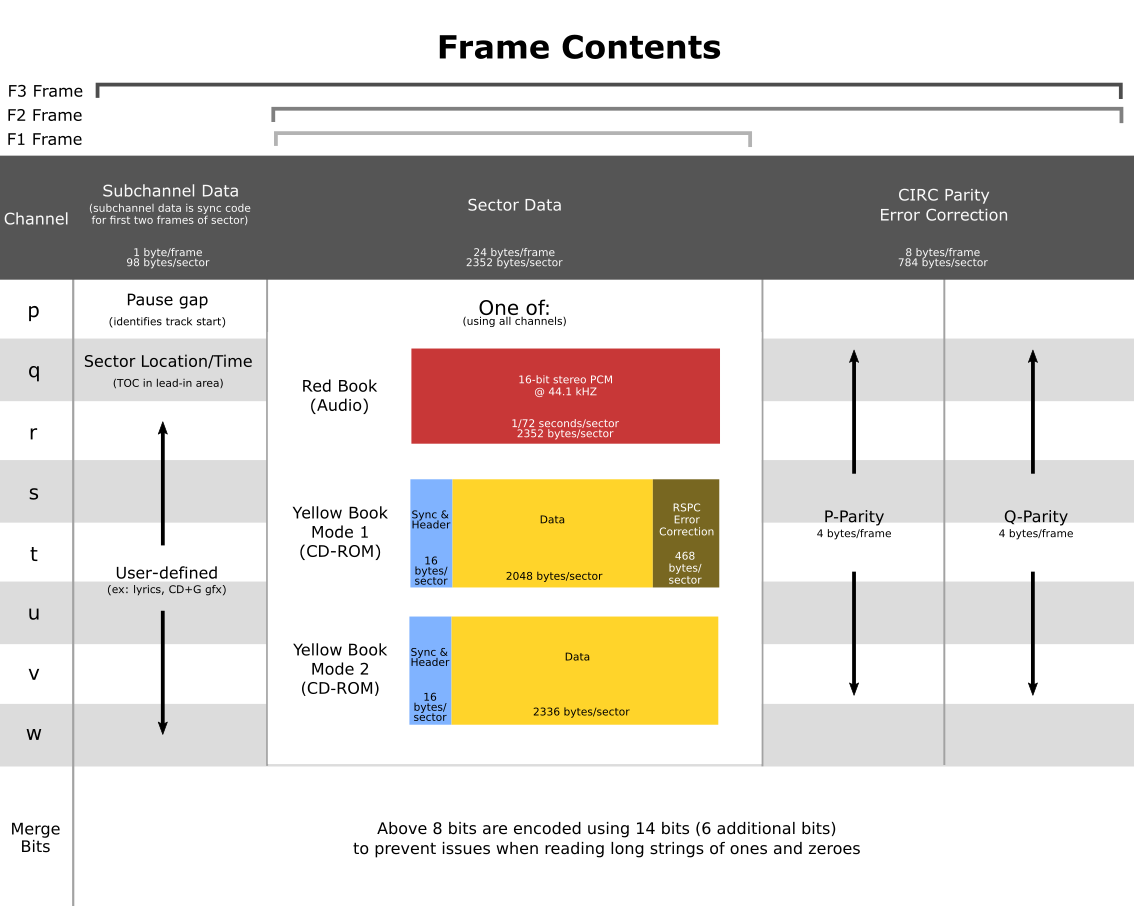 Frame Contents
F3 Frame
F2 Frame
F1 Frame
Channel
Subchannel Data
(subchannel data is sync code
for first two frames of sector)
1 byte/frame
98 bytes/sector
Sector Data
24 bytes/frame
2352 bytes/sector
CIRC Parity
Error Correction
8 bytes/frame
784 bytes/sector
p
Pause gap
(identifies track start)
q
Sector Location/Time
(TOC in lead-in area)
r
s
t
User-defined
(ex: lyrics, CD+G gfx)
u
v
w
One of:
(using all channels)
Red Book
(Audio)
16-bit stereo PCM
@ 44.1 kHZ
1/72 seconds/sector
2352 bytes/sector
Yellow Book
Mode 1
(CD-ROM)
Sync &
Header
16
bytes/
sector
Data
2048 bytes/sector
RSPC
Error
Correction
468
bytes/
sector
Yellow Book
Mode 2
(CD-ROM)
Sync &
Header
16
bytes/
sector
Data
2336 bytes/sector
P-Parity
4 bytes/frame
Q-Parity
4 bytes/frame
Merge
Bits
Above 8 bits are encoded using 14 bits (6 additional bits)
to prevent issues when reading long strings of ones and zeroes